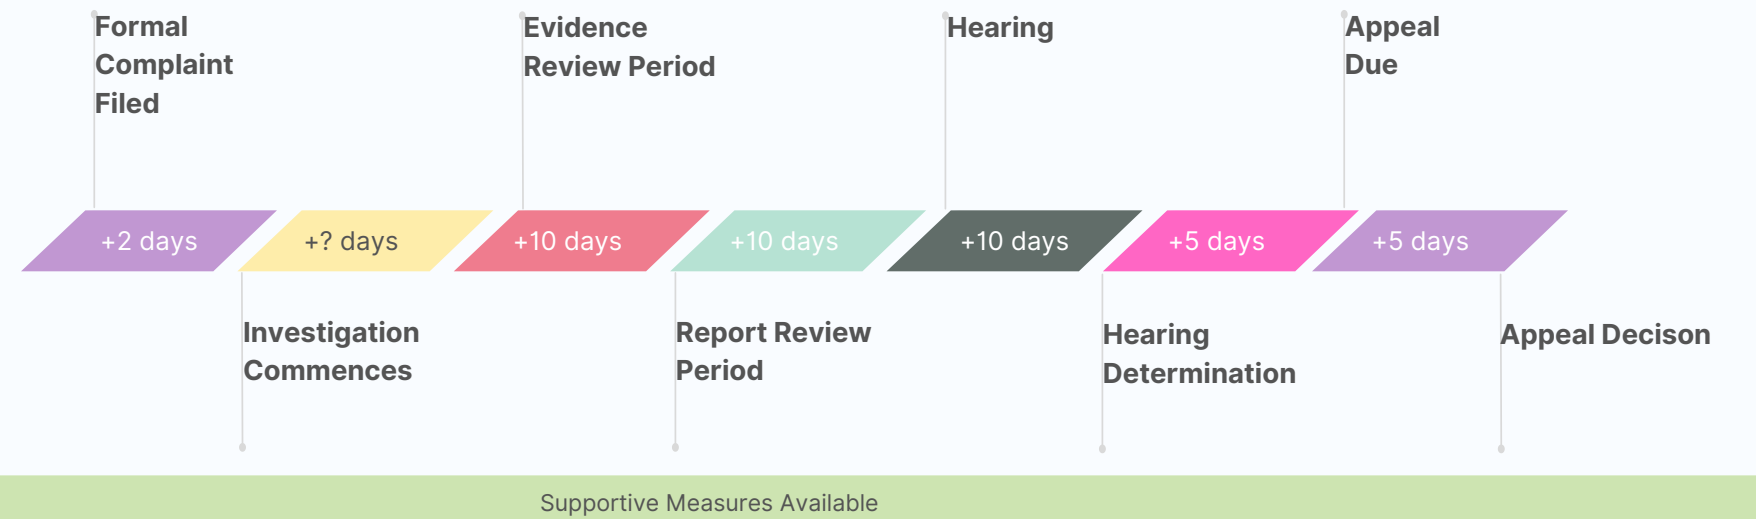 Formal
Complaint
Filed
Evidence
Review Period
Hearing
Appeal
Due
+2 days
+? days
+10 days
+10 days
+10 days
+5 days
+5 days
Investigation
Commences
Report Review
Period
Hearing
Determination
Appeal Decison
Supportive Measures Available